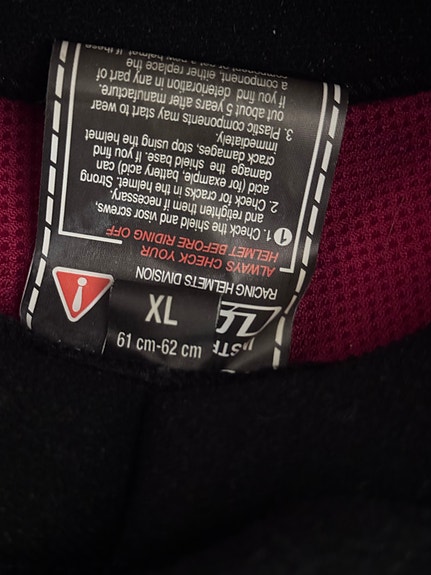 XL
61 cm-62 cm
RACING HELMETS DIVISION
ALWAYS CHECK YOUR
HELMET BEFORE RIDING OFF
❶ 1. Check the shield and visor screws,
and retighten them if necessary.
2. Check for cracks in the helmet. Strong
acid (for example, battery acid) can
damage the shield base. If you find
crack damages, stop using the helmet
immediately.
3. Plastic components may start to wear
out about 5 years after manufacture.
If you find deterioration in any part of
a component, either replace the